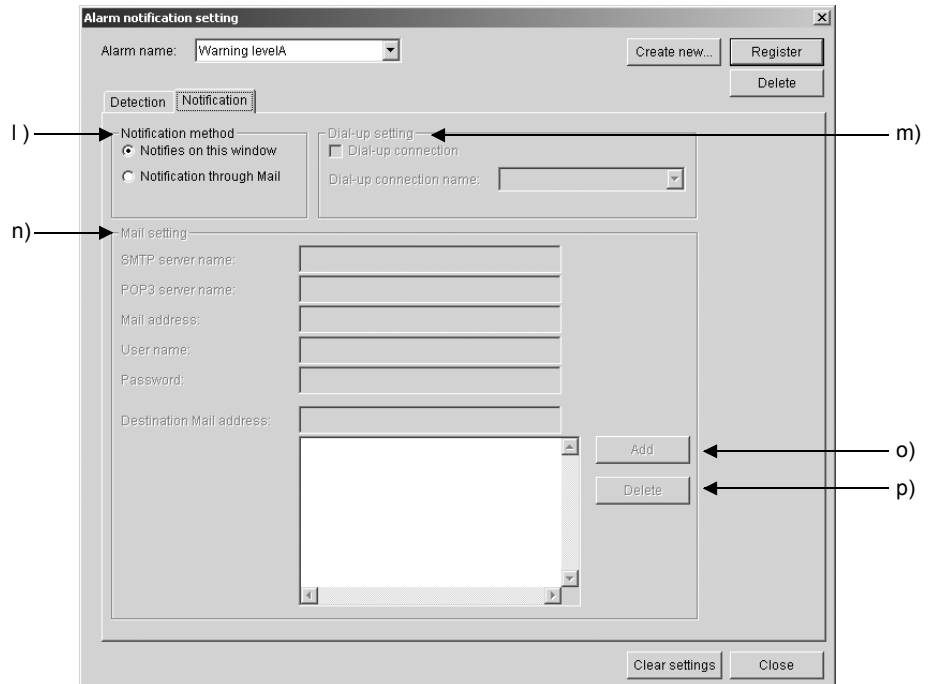 Alarm notification setting
Alarm name: Warning levelA Create new... Register
Delete
Detection Notification
l ) Notification method Dial-up setting m)
Notifies on this window Dial-up connection
Notification through Mail Dial-up connection name:
n) Mail setting
SMTP server name:
POP3 server name:
Mail address:
User name:
Password:
Destination Mail address:
Add o)
Delete p)
Clear settings Close